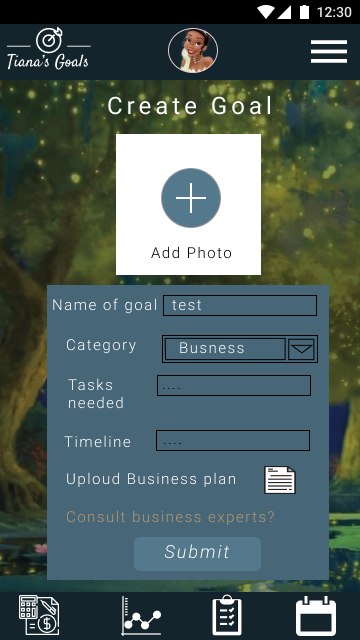 12:30
Tiana's Goals
Create Goal
Add Photo
Name of goal test
Category Busness
Tasks needed ....
Timeline ....
Uploud Business plan
Consult business experts?
Submit
$